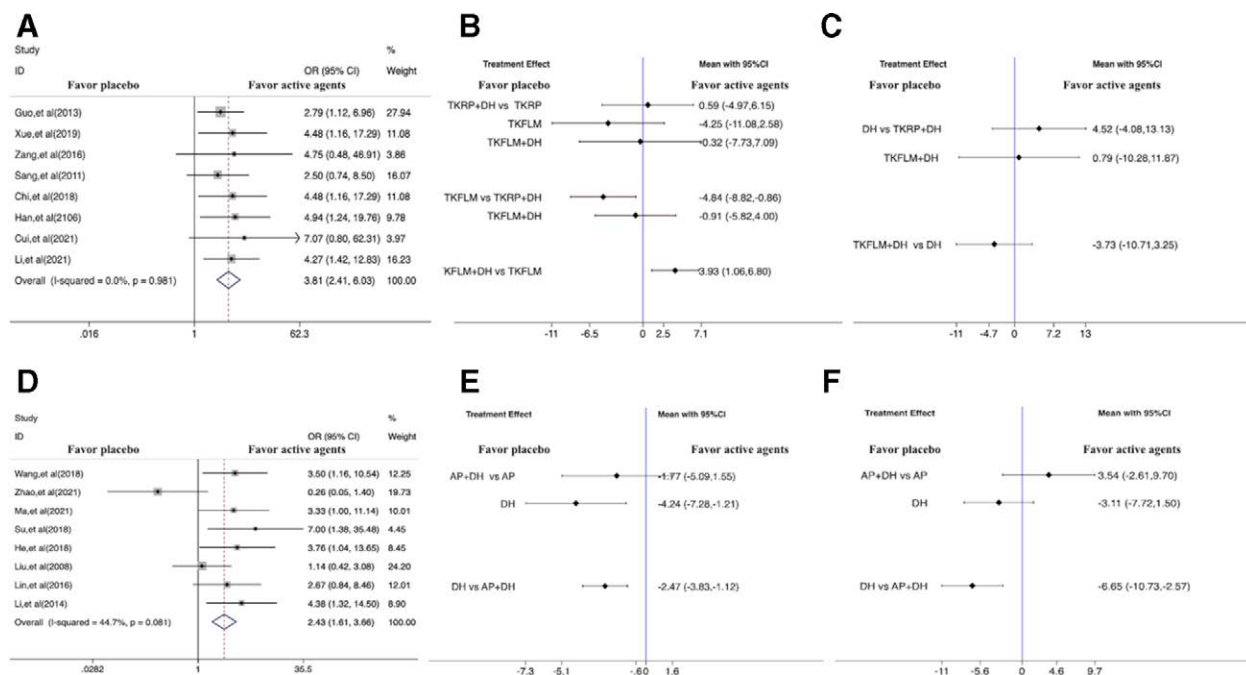 A
Study %
ID OR (95% CI) Weight
Favor placebo Favor active agents
Guo,et al(2013) 2.79 (1.12, 6.96) 27.94
Xue,et al(2019) 4.48 (1.16, 17.29) 11.08
Zang,et al(2016) 4.75 (0.48, 46.91) 3.86
Sang,et al(2011) 2.50 (0.74, 8.50) 16.07
Chi,et al(2018) 4.48 (1.16, 17.29) 11.08
Han,et al(2106) 4.94 (1.24, 19.76) 9.78
Cui,et al(2021) 7.07 (0.80, 62.31) 3.97
Li,et al(2021) 4.27 (1.42, 12.83) 16.23
Overall (I-squared = 0.0%, p = 0.981) 3.81 (2.41, 6.03) 100.00
.016 1 62.3
B
Treatment Effect Mean with 95%CI
Favor placebo Favor active agents
TKRP+DH vs TKRP 0.59 (-4.97,6.15)
TKFLM -4.25 (-11.08,2.58)
TKFLM+DH -0.32 (-7.73,7.09)
TKFLM vs TKRP+DH -4.84 (-8.82,-0.86)
TKFLM+DH -0.91 (-5.82,4.00)
KFLM+DH vs TKFLM 3.93 (1.06,6.80)
-11 -6.5 0 2.5 7.1
C
Treatment Effect Mean with 95%CI
Favor placebo Favor active agents
DH vs TKRP+DH 4.52 (-4.08,13.13)
TKFLM+DH 0.79 (-10.28,11.87)
TKFLM+DH vs DH -3.73 (-10.71,3.25)
-11 -4.7 0 7.2 13
D
Study %
ID OR (95% CI) Weight
Favor placebo Favor active agents
Wang,et al(2018) 3.50 (1.16, 10.54) 12.25
Zhao,et al(2021) 0.26 (0.05, 1.40) 19.73
Ma,et al(2021) 3.33 (1.00, 11.14) 10.01
Su,et al(2018) 7.00 (1.38, 35.48) 4.45
He,et al(2018) 3.76 (1.04, 13.65) 8.45
Liu,et al(2008) 1.14 (0.42, 3.08) 24.20
Lin,et al(2016) 2.67 (0.84, 8.46) 12.01
Li,et al(2014) 4.38 (1.32, 14.50) 8.90
Overall (I-squared = 44.7%, p = 0.081) 2.43 (1.61, 3.66) 100.00
.0282 1 35.5
E
Treatment Effect Mean with 95%CI
Favor placebo Favor active agents
AP+DH vs AP -1.77 (-5.09,1.55)
DH -4.24 (-7.28,-1.21)
DH vs AP+DH -2.47 (-3.83,-1.12)
-7.3 -5.1 -.60 1.6
F
Treatment Effect Mean with 95%CI
Favor placebo Favor active agents
AP+DH vs AP 3.54 (-2.61,9.70)
DH -3.11 (-7.72,1.50)
DH vs AP+DH -6.65 (-10.73,-2.57)
-11 -5.6 0 4.6 9.7